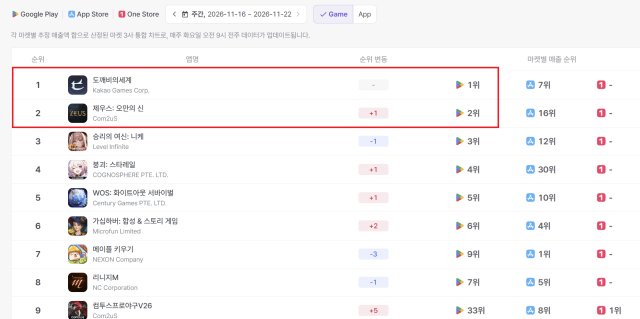 Google Play App Store One Store 주간, 2026-11-16 ~ 2026-11-22 Game App
각 마켓별 추정 매출액 합으로 산정된 마켓 3사 통합 차트로, 매주 화요일 오전 9시 전주 데이터가 업데이트됩니다.
순위 앱명 순위 변동 마켓별 매출 순위
1 도깨비의세계 - 1위 7위 -
Kakao Games Corp.
2 제우스: 오만의 신 +1 2위 16위 -
Com2uS
3 승리의 여신: 니케 -1 3위 12위 -
Level Infinite
4 붕괴: 스타레일 +1 4위 30위 -
COGNOSPHERE PTE. LTD.
5 WOS: 화이트아웃 서바이벌 +1 5위 10위 -
Century Games PTE. LTD.
6 가십하버: 합성 & 스토리 게임 +2 6위 4위 -
Microfun Limited
7 메이플 키우기 -3 9위 1위 -
NEXON Company
8 리니지M -1 7위 5위 -
NC Corporation
9 컴투스프로야구V26 +5 33위 8위 1위
Com2uS